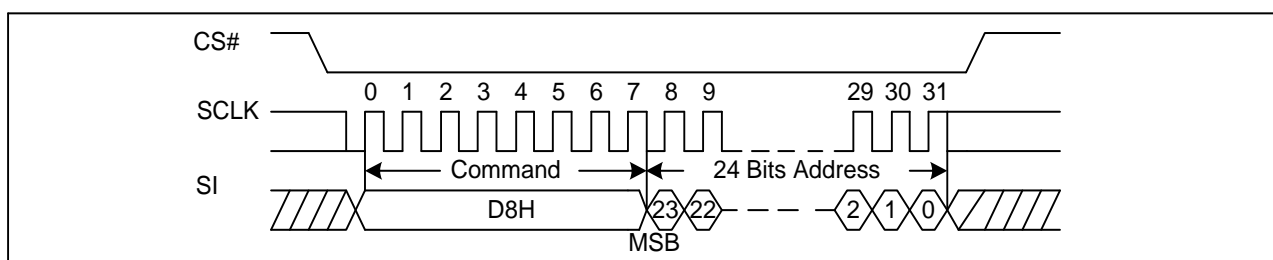 CS#
0 1 2 3 4 5 6 7 8 9 29 30 31
SCLK
Command 24 Bits Address
SI
D8H 23 22 2 1 0
MSB